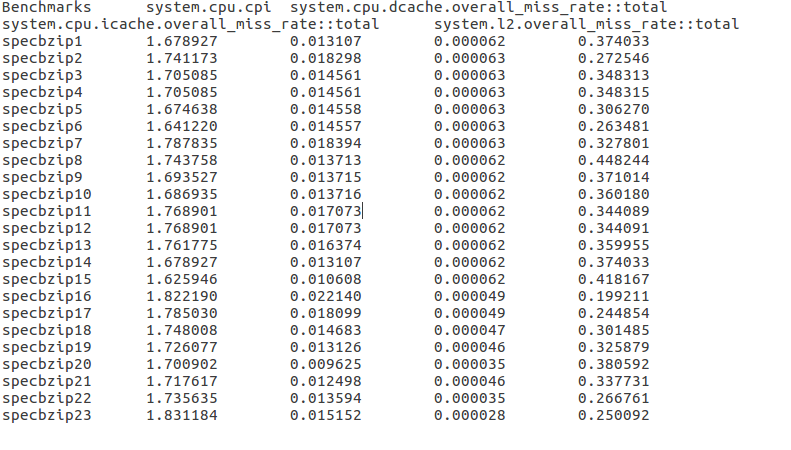 Benchmarks system.cpu.cpi system.cpu.dcache.overall_miss_rate::total
system.cpu.icache.overall_miss_rate::total system.l2.overall_miss_rate::total
specbzip1 1.678927 0.013107 0.000062 0.374033
specbzip2 1.741173 0.018298 0.000063 0.272546
specbzip3 1.705085 0.014561 0.000063 0.348313
specbzip4 1.705085 0.014561 0.000063 0.348315
specbzip5 1.674638 0.014558 0.000063 0.306270
specbzip6 1.641220 0.014557 0.000063 0.263481
specbzip7 1.787835 0.018394 0.000063 0.327801
specbzip8 1.743758 0.013713 0.000062 0.448244
specbzip9 1.693527 0.013715 0.000062 0.371014
specbzip10 1.686935 0.013716 0.000062 0.360180
specbzip11 1.768901 0.017073 0.000062 0.344089
specbzip12 1.768901 0.017073 0.000062 0.344091
specbzip13 1.761775 0.016374 0.000062 0.359955
specbzip14 1.678927 0.013107 0.000062 0.374033
specbzip15 1.625946 0.010608 0.000062 0.418167
specbzip16 1.822190 0.022140 0.000049 0.199211
specbzip17 1.785030 0.018099 0.000049 0.244854
specbzip18 1.748008 0.014683 0.000047 0.301485
specbzip19 1.726077 0.013126 0.000046 0.325879
specbzip20 1.700902 0.009625 0.000035 0.380592
specbzip21 1.717617 0.012498 0.000046 0.337731
specbzip22 1.735635 0.013594 0.000035 0.266761
specbzip23 1.831184 0.015152 0.000028 0.250092